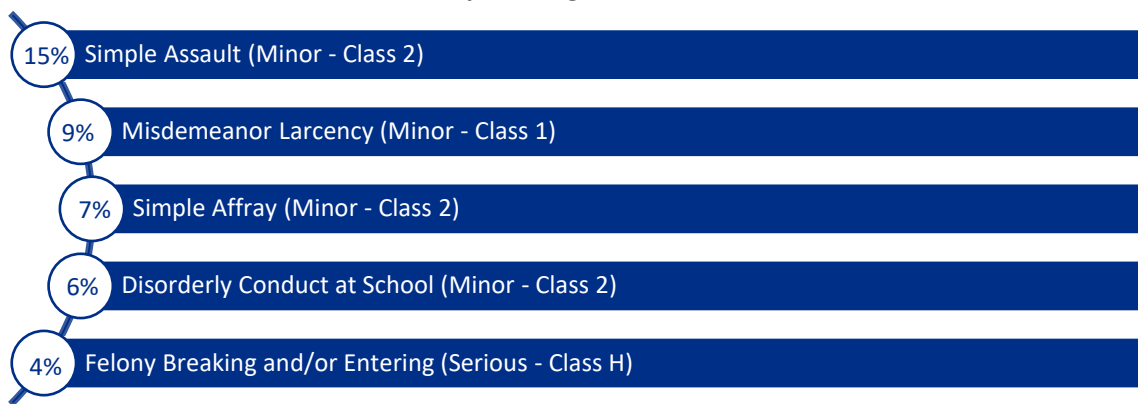 15% Simple Assault (Minor - Class 2)
9% Misdemeanor Larcency (Minor - Class 1)
7% Simple Affray (Minor - Class 2)
6% Disorderly Conduct at School (Minor - Class 2)
4% Felony Breaking and/or Entering (Serious - Class H)